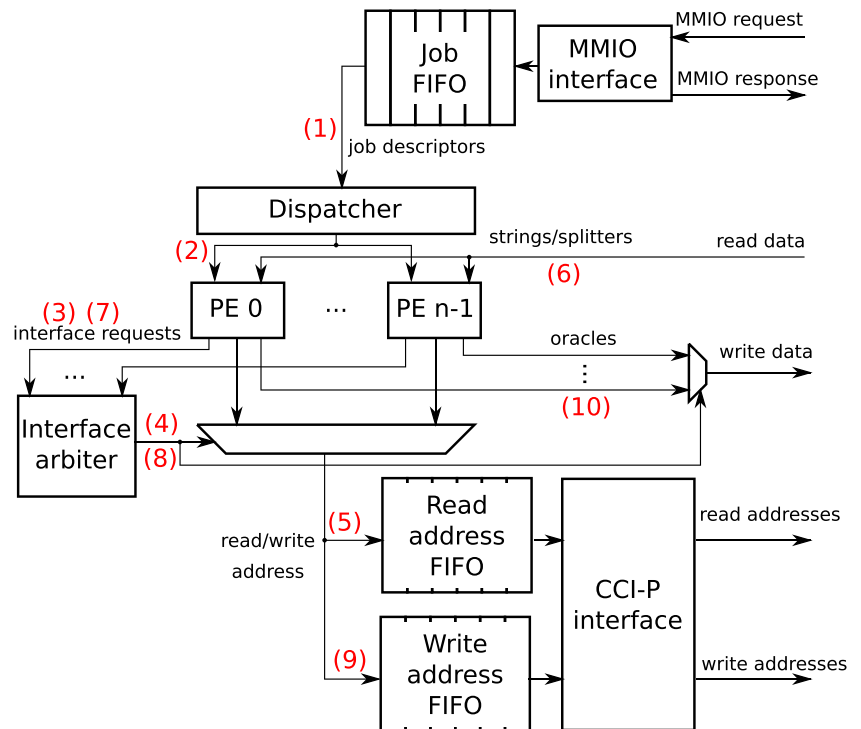 MMIO request
Job
FIFO
MMIO
interface
MMIO response
(1)
job descriptors
Dispatcher
(2)
strings/splitters
read data
(6)
PE 0
...
PE n-1
(3) (7)
interface requests
...
oracles
...
write data
(10)
Interface
arbiter
(4)
(8)
(5)
read/write
address
Read
address
FIFO
read addresses
CCI-P
interface
(9)
Write
address
FIFO
write addresses